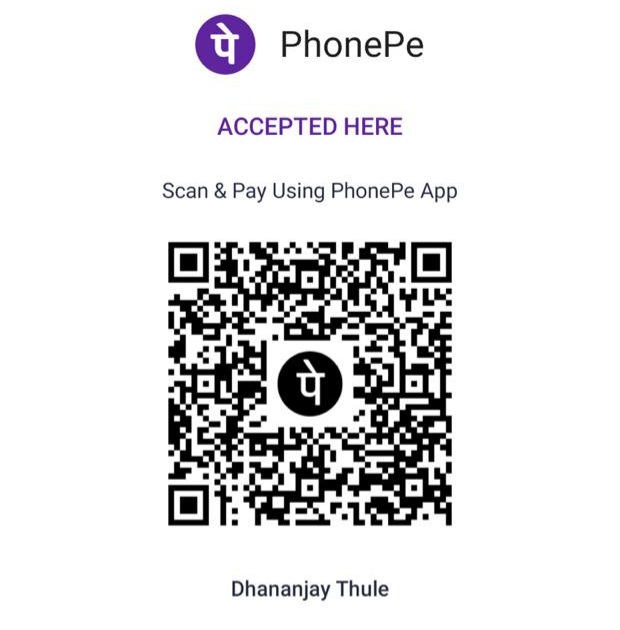 पे PhonePe
ACCEPTED HERE
Scan & Pay Using PhonePe App
पे
Dhananjay Thule